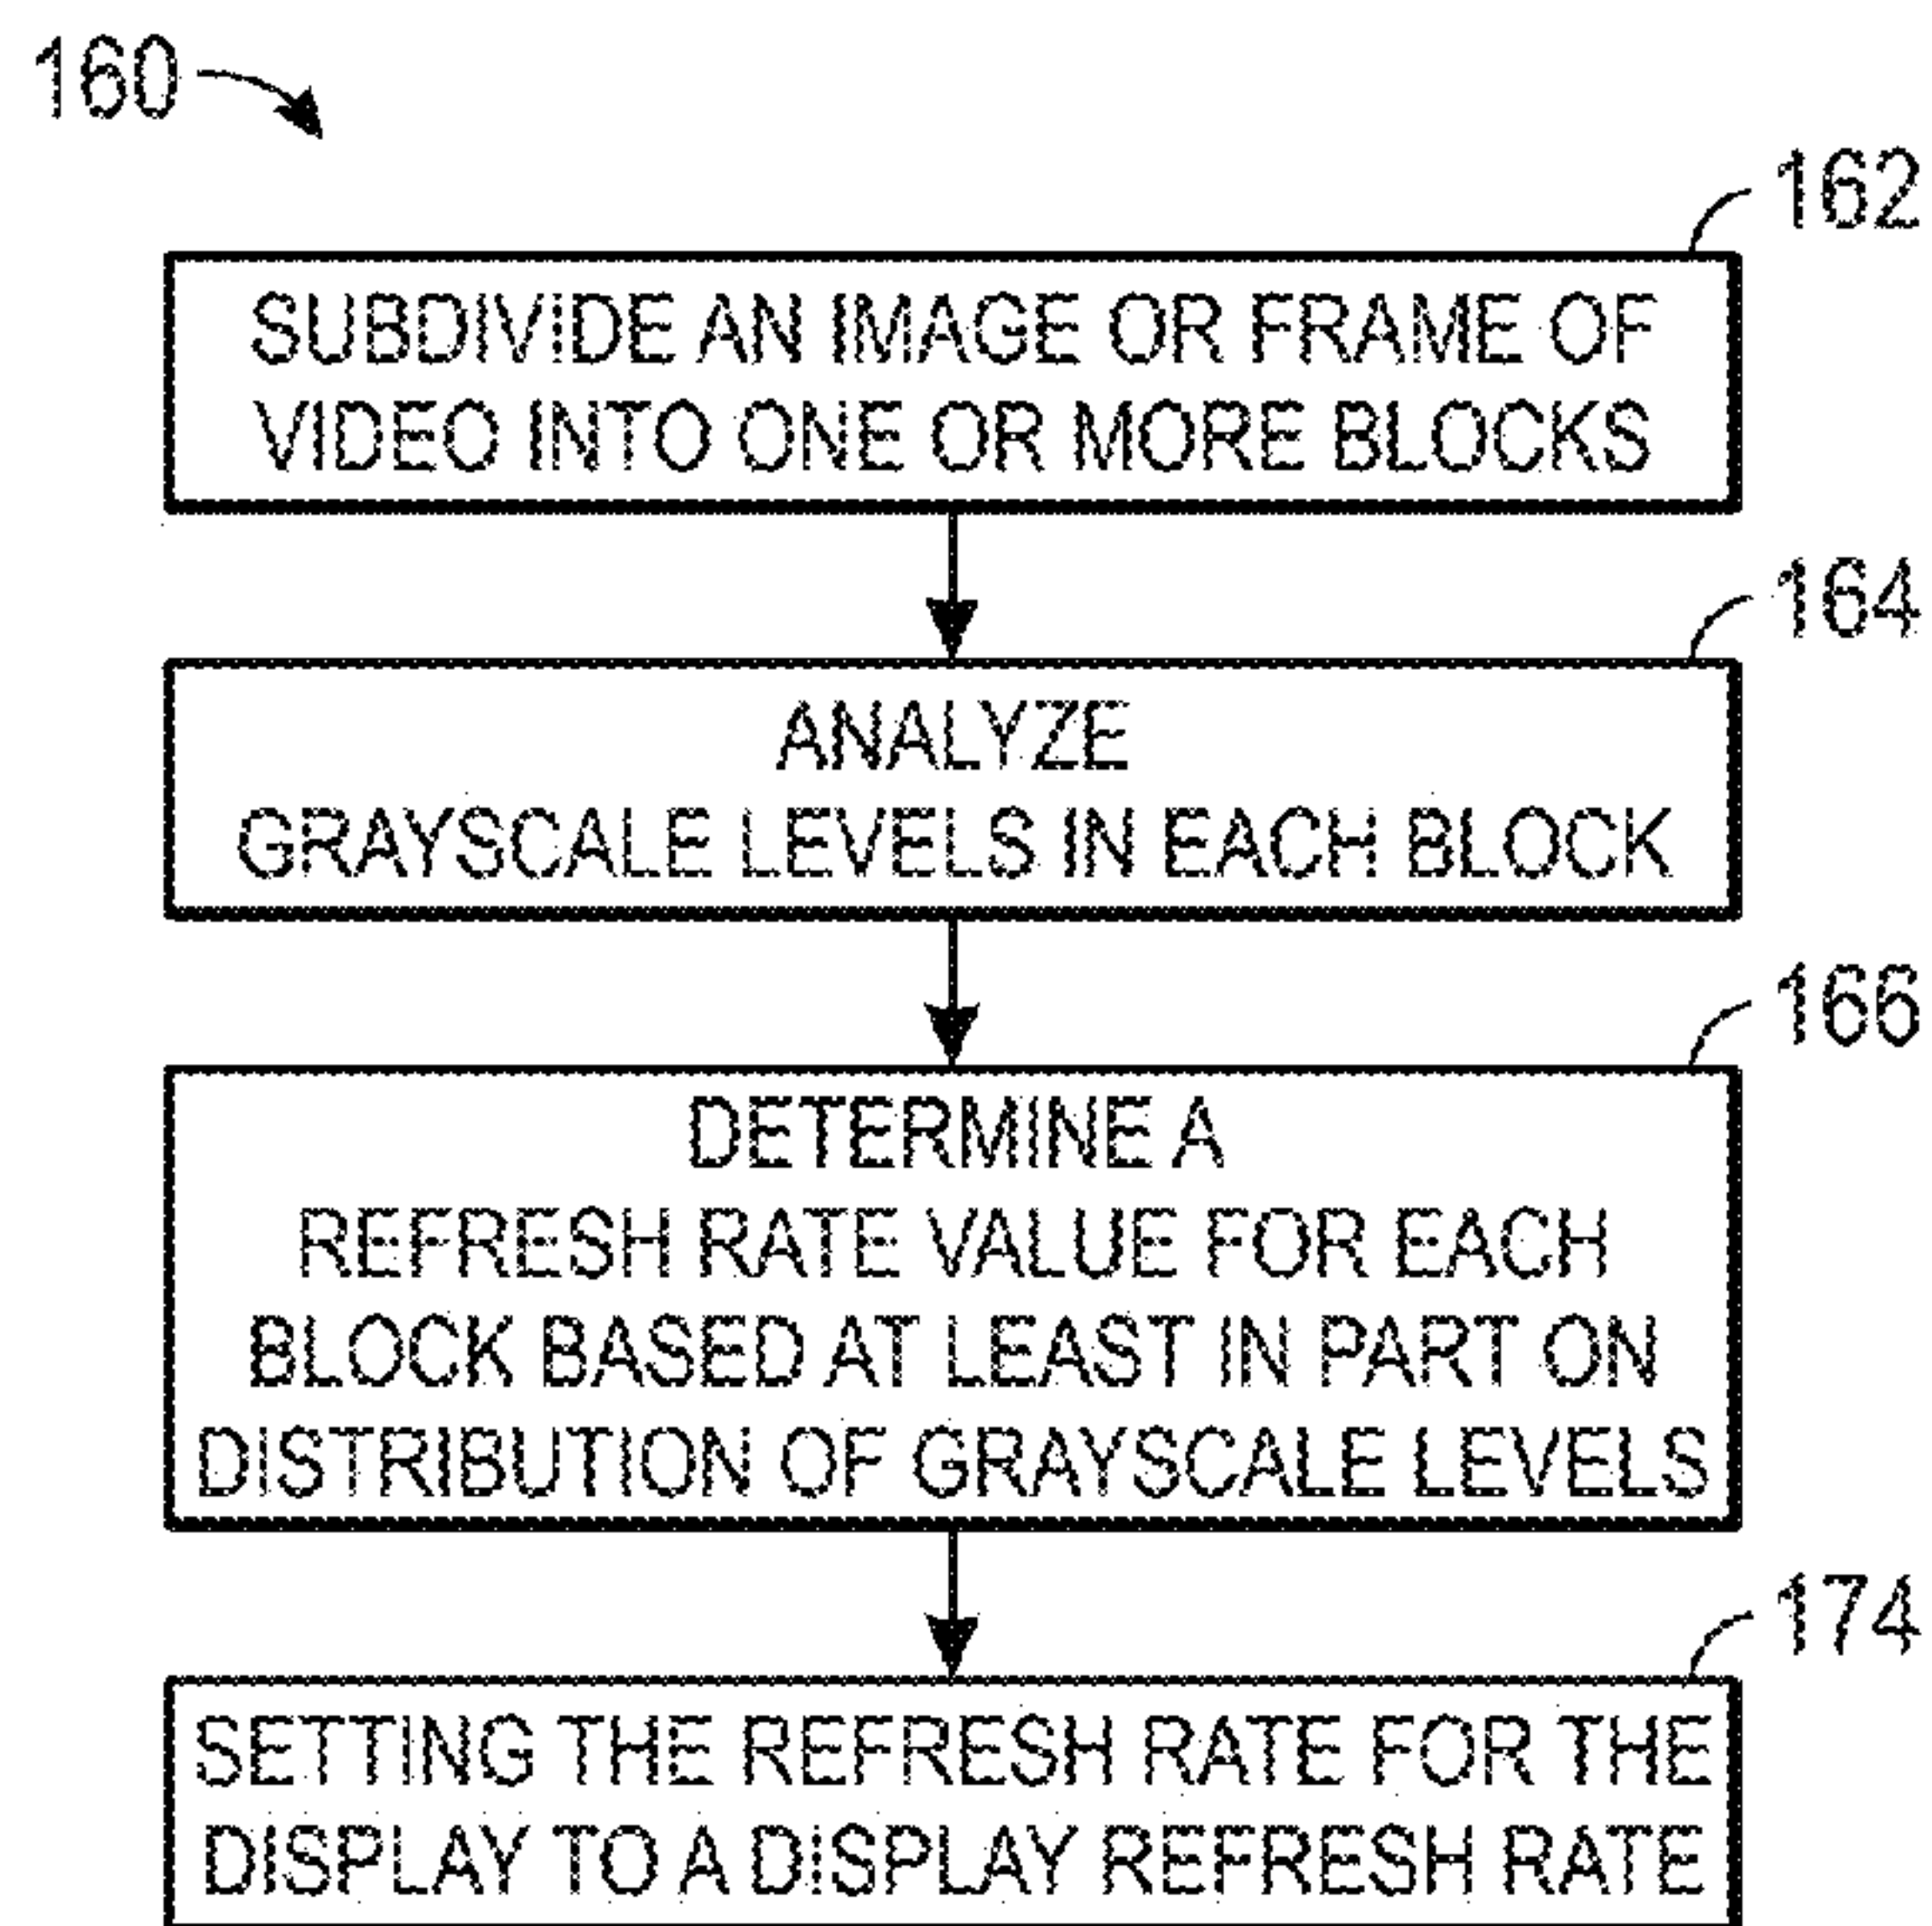 160
162
SUBDIVIDE AN IMAGE OR FRAME OF
VIDEO INTO ONE OR MORE BLOCKS
164
ANALYZE
GRAYSCALE LEVELS IN EACH BLOCK
166
DETERMINE A
REFRESH RATE VALUE FOR EACH
BLOCK BASED AT LEAST IN PART ON
DISTRIBUTION OF GRAYSCALE LEVELS
174
SETTING THE REFRESH RATE FOR THE
DISPLAY TO A DISPLAY REFRESH RATE